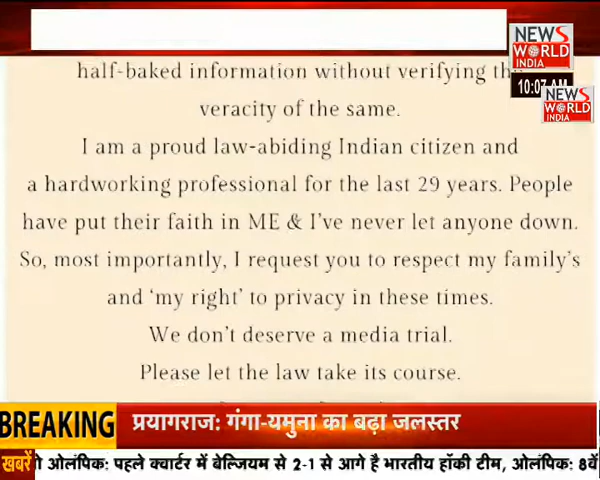 NEWS
WORLD
INDIA
10:07 AM
NEWS
WORLD
INDIA
half-baked information without verifying
veracity of the same.
I am a proud law-abiding Indian citizen and
a hardworking professional for the last 29 years. People
have put their faith in ME & I've never let anyone down.
So, most importantly, I request you to respect my family's
and 'my right' to privacy in these times.
We don't deserve a media trial.
Please let the law take its course.
BREAKING
प्रयागराज: गंगा-यमुना का बढ़ा जलस्तर
खबरें
ओलंपिक: पहले क्वार्टर में बेल्जियम से 2-1 से आगे है भारतीय हॉकी टीम, ओलंपिक: 8वें